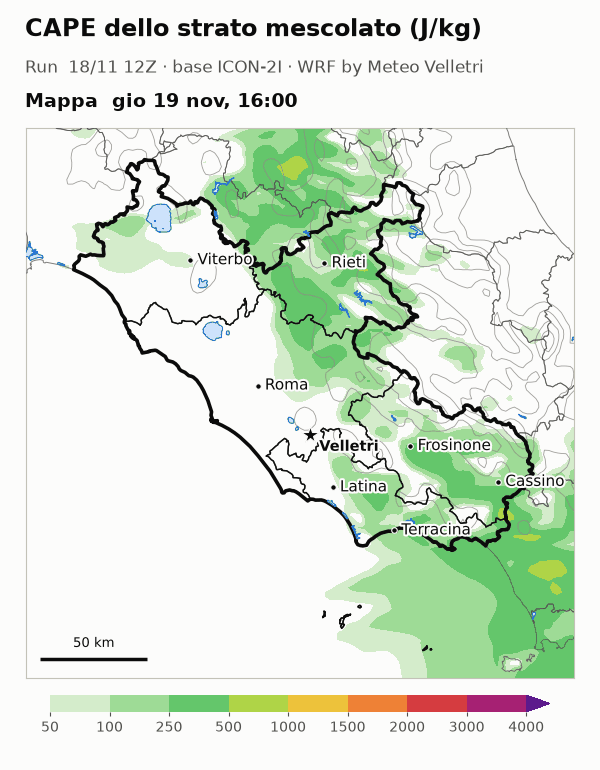 CAPE dello strato mescolato (J/kg)
Run  18/11 12Z · base ICON-2I · WRF by Meteo Velletri
Mappa  gio 19 nov, 16:00
Viterbo
Rieti
Roma
Velletri
Frosinone
Latina
Cassino
Terracina
50 km
50 100 250 500 1000 1500 2000 3000 4000